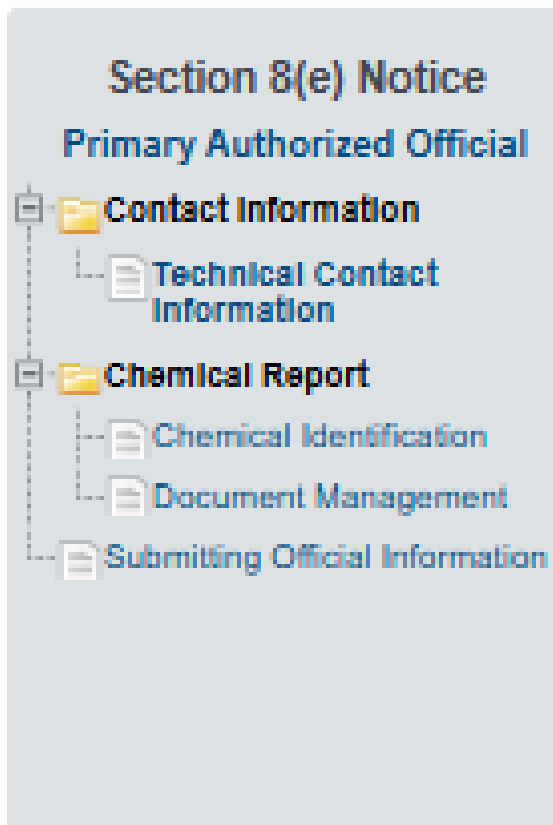 Section 8(e) Notice
Primary Authorized Official
Contact Information
Technical Contact
Information
Chemical Report
Chemical Identification
Document Management
Submitting Official Information